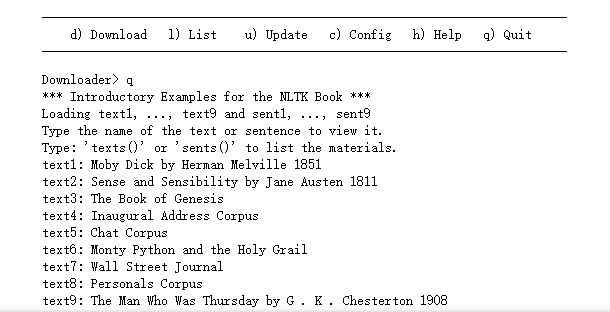 d) Download l) List u) Update c) Config h) Help q) Quit
Downloader> q
*** Introductory Examples for the NLTK Book ***
Loading text1, ..., text9 and sent1, ..., sent9
Type the name of the text or sentence to view it.
Type: 'texts()' or 'sents()' to list the materials.
text1: Moby Dick by Herman Melville 1851
text2: Sense and Sensibility by Jane Austen 1811
text3: The Book of Genesis
text4: Inaugural Address Corpus
text5: Chat Corpus
text6: Monty Python and the Holy Grail
text7: Wall Street Journal
text8: Personals Corpus
text9: The Man Who Was Thursday by G . K . Chesterton 1908